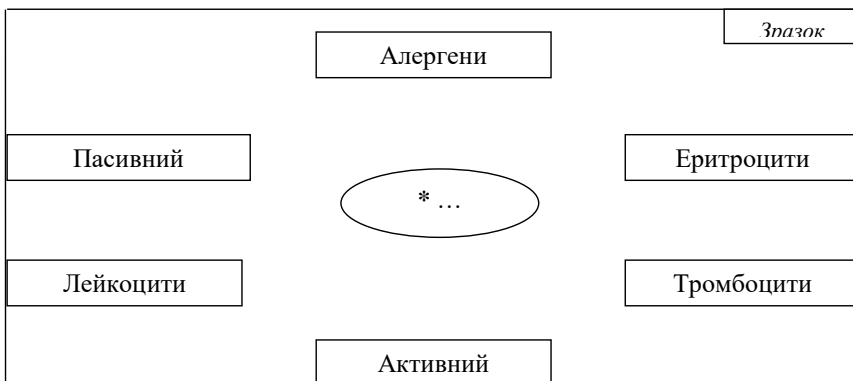 Зразок
Алергени
Пасивний
Еритроцити
* …
Лейкоцити
Тромбоцити
Активний